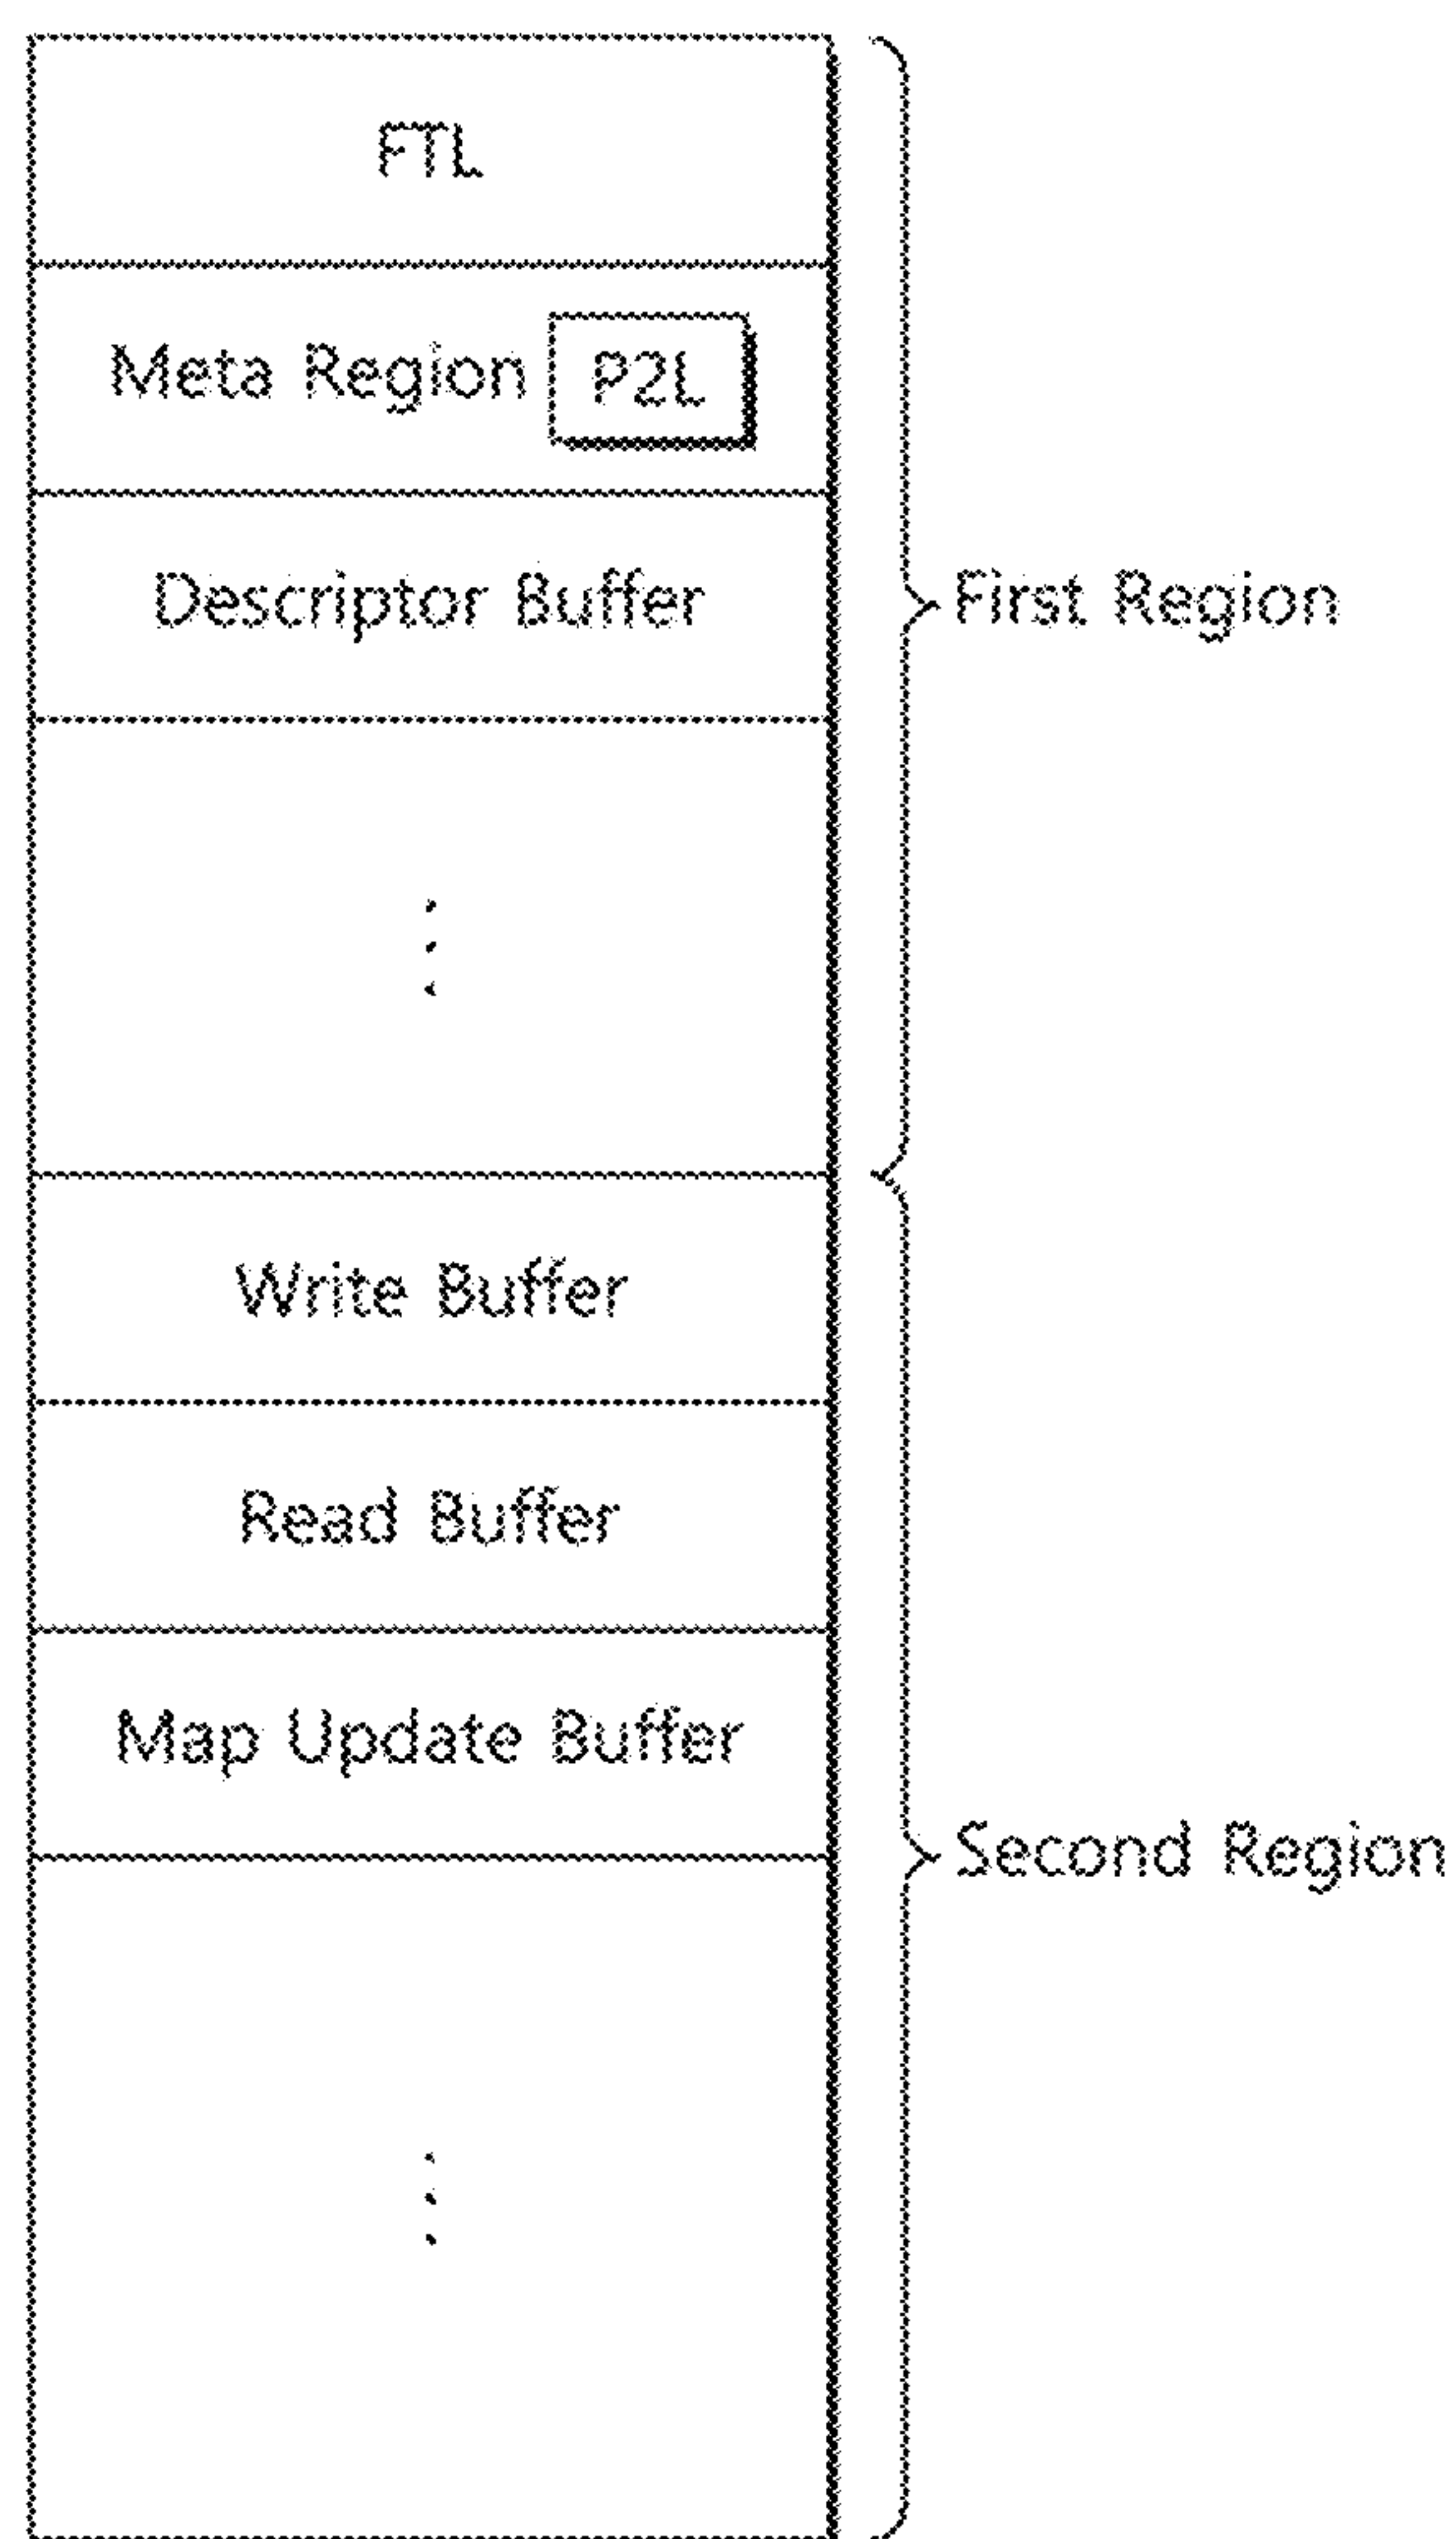 FTL
Meta Region P2L
Descriptor Buffer
First Region
Write Buffer
Read Buffer
Map Update Buffer
Second Region